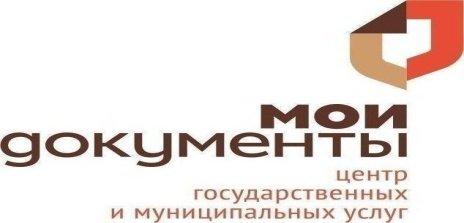 мои
документы
центр
государственных
и муниципальных услуг